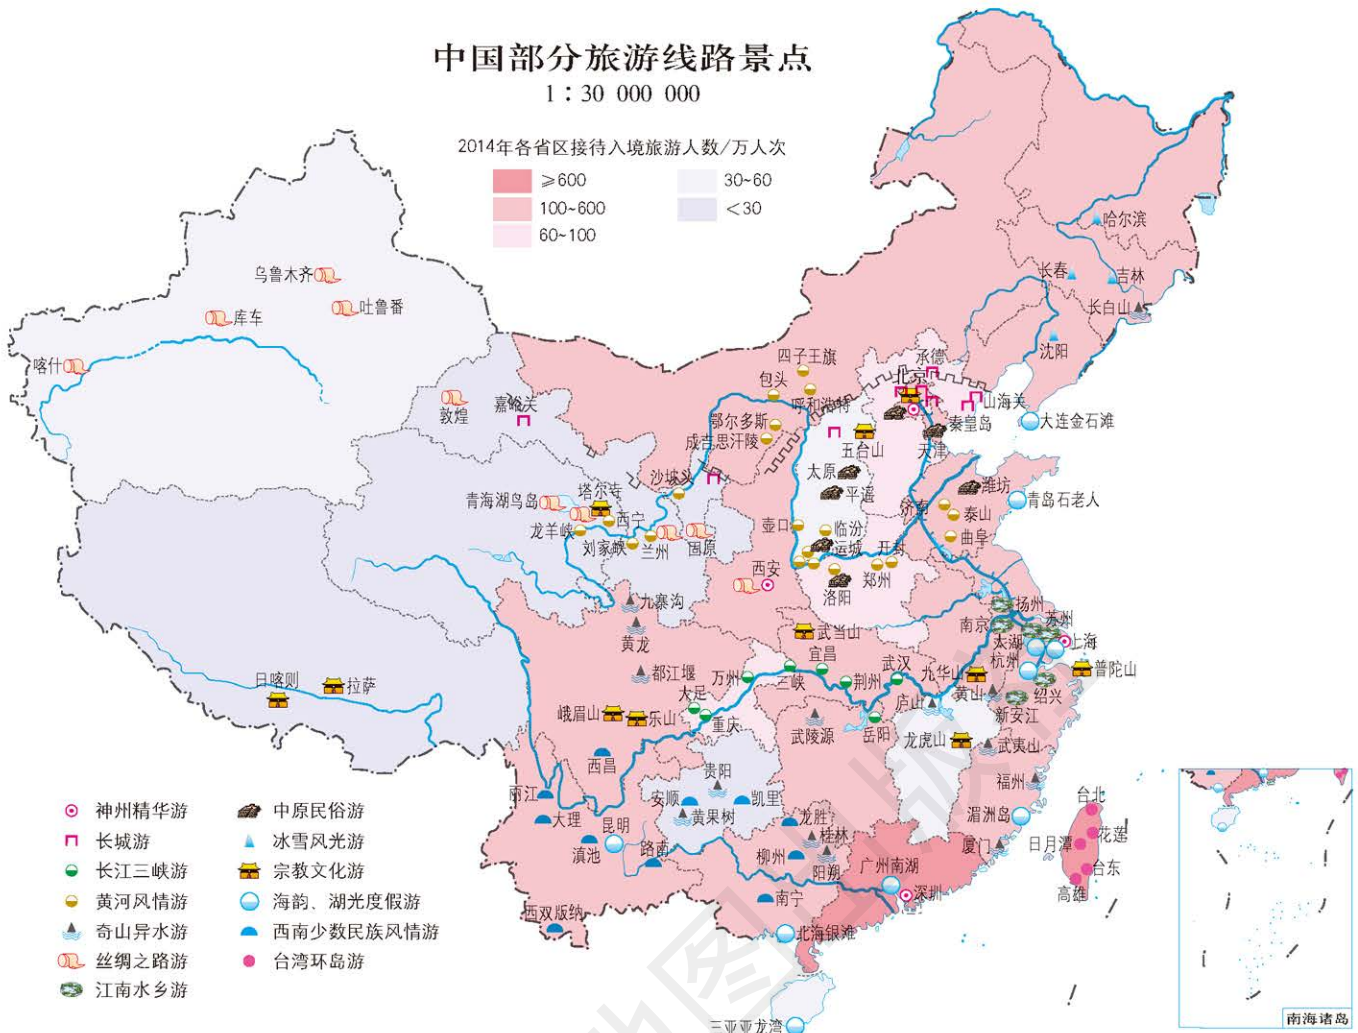 中国部分旅游线路景点
1：30 000 000
2014年各省区接待入境旅游人数/万人次
≥600
30~60
100~600
<30
60~100
哈尔滨
长春
吉林
长白山
沈阳
乌鲁木齐
吐鲁番
库车
喀什
四子王旗
包头
呼和浩特
承德
北京
山海关
秦皇岛
大连金石滩
敦煌
嘉峪关
鄂尔多斯
成吉思汗陵
五台山
天津
沙坡头
太原
平遥
潍坊
青岛石老人
青海湖鸟岛
塔尔寺
西宁
龙羊峡
刘家峡
兰州
固原
壶口
临汾
运城
开封
济南
泰山
曲阜
西安
洛阳
郑州
九寨沟
黄龙
都江堰
武当山
宜昌
武汉
南京
扬州
苏州
太湖
上海
杭州
九华山
普陀山
日喀则
拉萨
万州
三峡
荆州
黄山
绍兴
大足
峨眉山
乐山
重庆
武陵源
岳阳
庐山
新安江
龙虎山
武夷山
西昌
贵阳
福州
丽江
安顺
凯里
黄果树
大理
昆明
龙胜
桂林
湄洲岛
台北
滇池
路南
柳州
阳朔
广州南湖
厦门
日月潭
花莲
台东
高雄
南宁
深圳
西双版纳
北海银滩
三亚亚龙湾
神州精华游
中原民俗游
长城游
冰雪风光游
长江三峡游
宗教文化游
黄河风情游
海韵、湖光度假游
奇山异水游
西南少数民族风情游
丝绸之路游
台湾环岛游
江南水乡游
南海诸岛